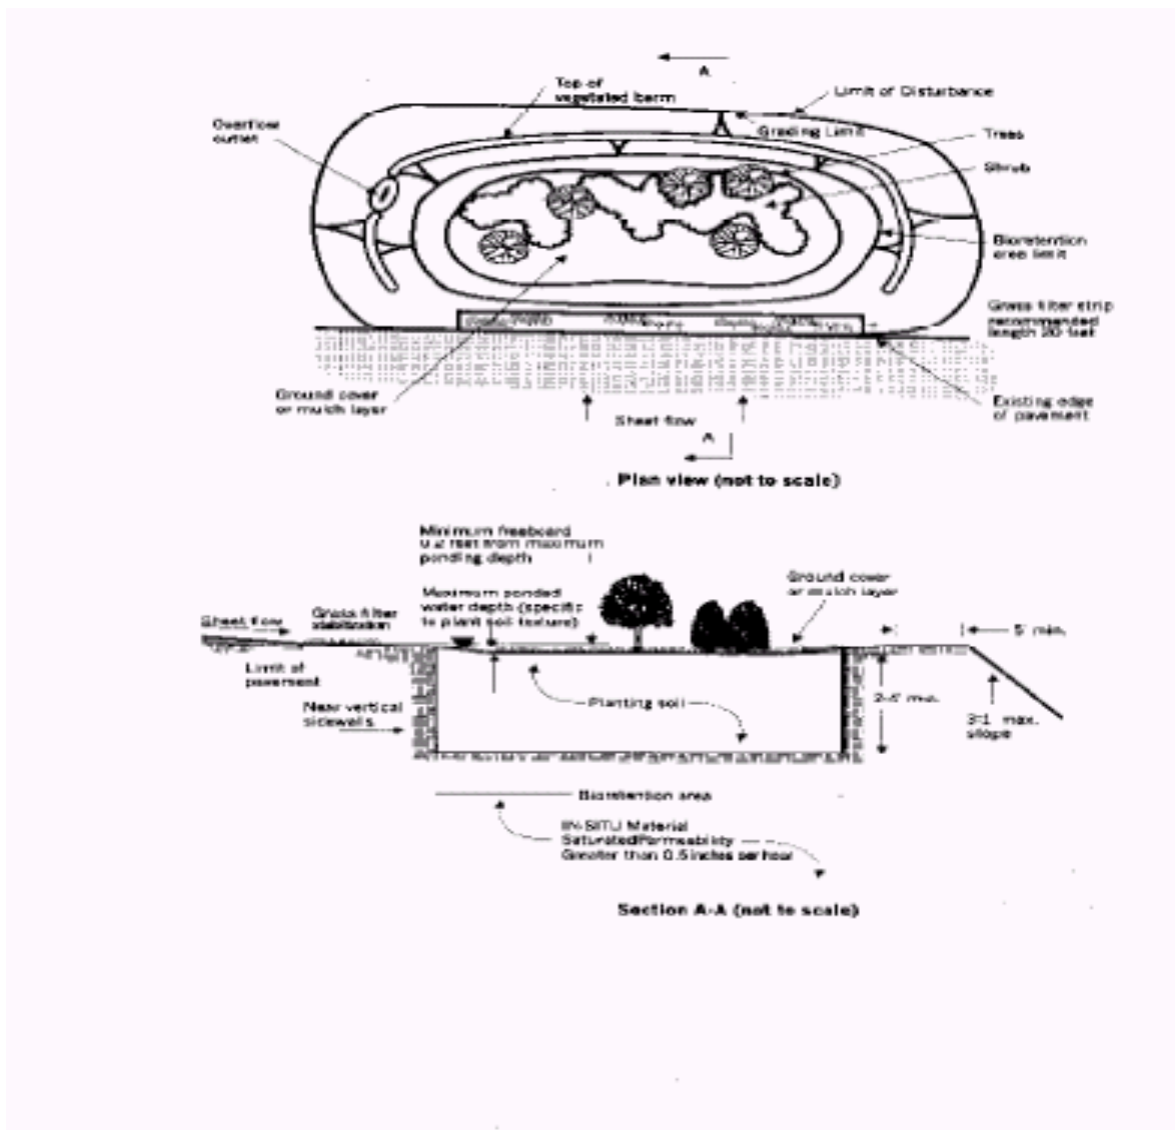 A
Top of
vegetated berm
Limit of Disturbance
Overflow
outlet
Grading Limit
Trees
Shrub
Bioretention
area limit
Grass filter strip
recommended
length 20 feet
Ground cover
or mulch layer
Existing edge
of pavement
Sheet flow
A
Plan view (not to scale)
Minimum freeboard
0.2 feet from maximum
ponding depth
Ground cover
or mulch layer
Maximum ponded
water depth (specific
to plant soil texture)
Sheet flow
Grass filter
stabilization
5' min.
Limit of
pavement
Near vertical
sidewalls
Planting soil
3:1 max.
slope
Bioretention area
IN-SITU Material
Saturated Permeability
Greater than 0.5 inches per hour
Section A-A (not to scale)